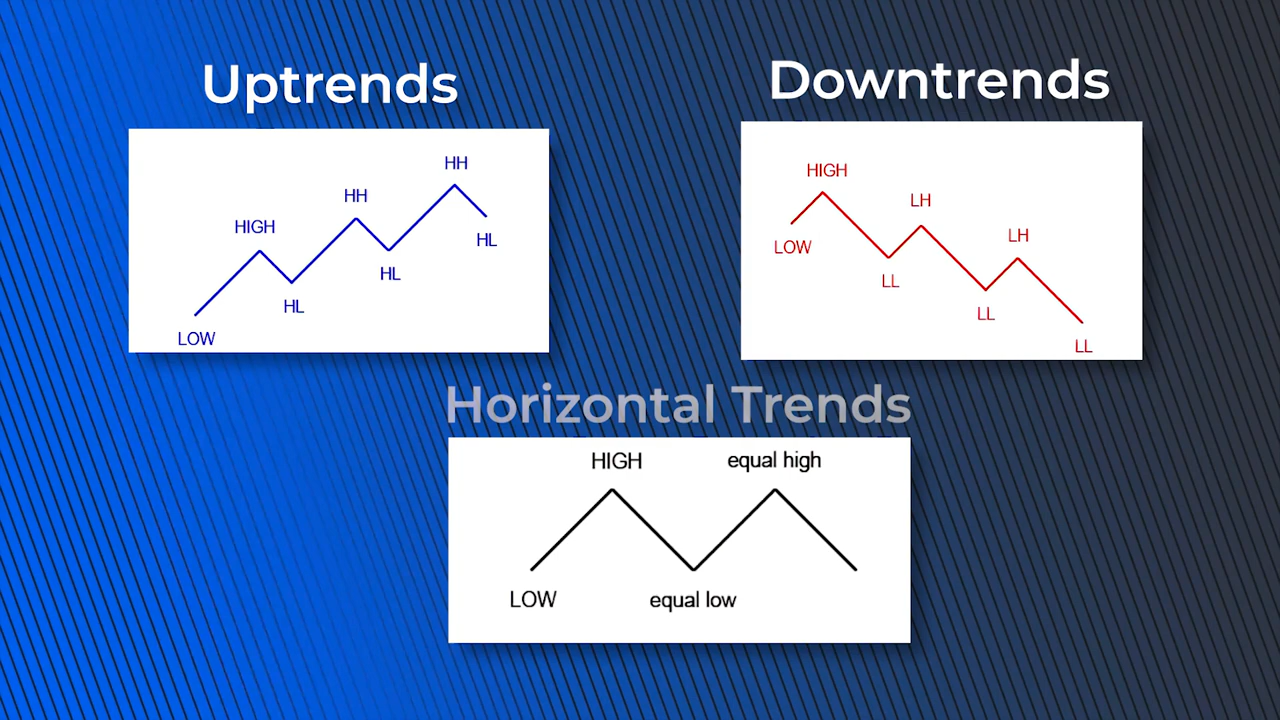 Uptrends
HH
HH
HIGH
HL
HL
HL
LOW
Downtrends
HIGH
LH
LOW
LH
LL
LL
LL
Horizontal Trends
HIGH equal high
LOW equal low